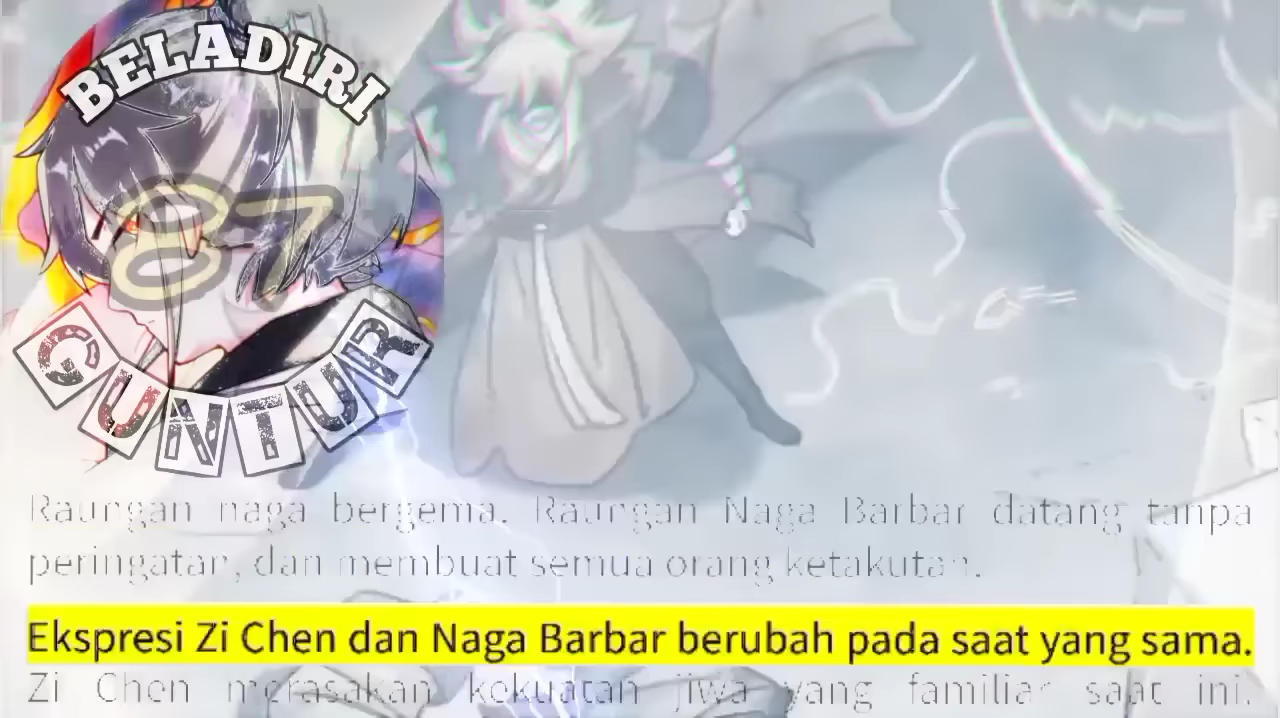 BELADIRI
87
GUNTUR
Raungan naga bergema. Raungan Naga Barbar datang tanpa
peringatan, dan membuat semua orang ketakutan.
Ekspresi Zi Chen dan Naga Barbar berubah pada saat yang sama.
Zi Chen merasakan kekuatan jiwa yang familiar saat ini.